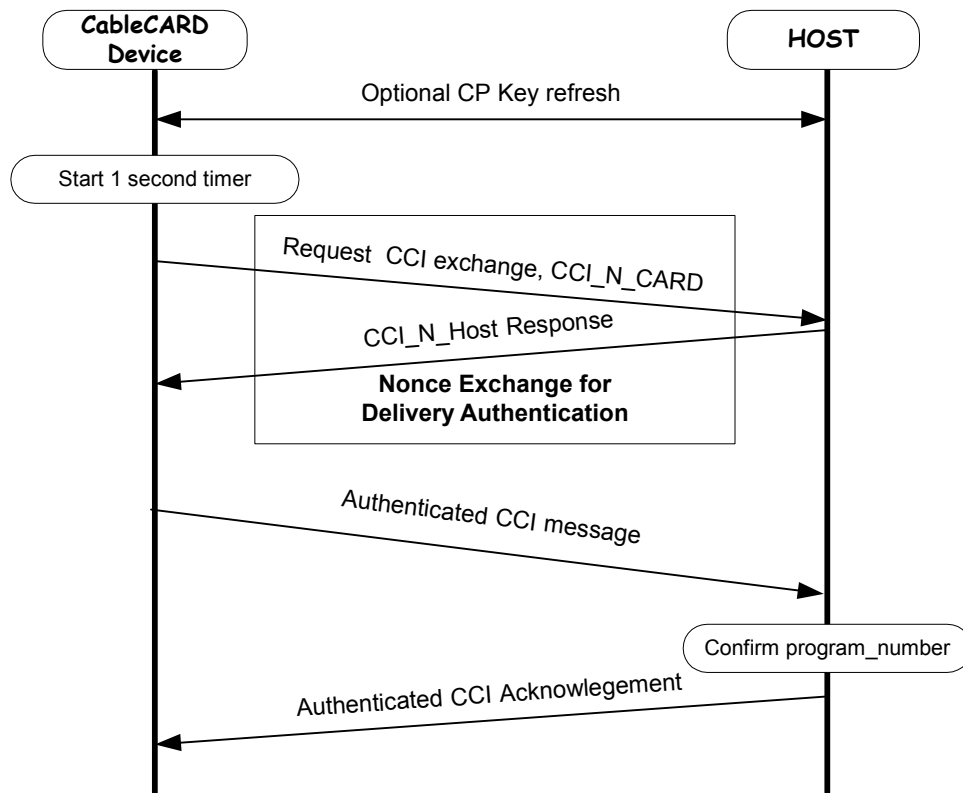 CableCARD
Device
HOST
Optional CP Key refresh
Start 1 second timer
Request CCI exchange, CCI_N_CARD
CCI_N_Host Response
Nonce Exchange for
Delivery Authentication
Authenticated CCI message
Confirm program_number
Authenticated CCI Acknowlegement